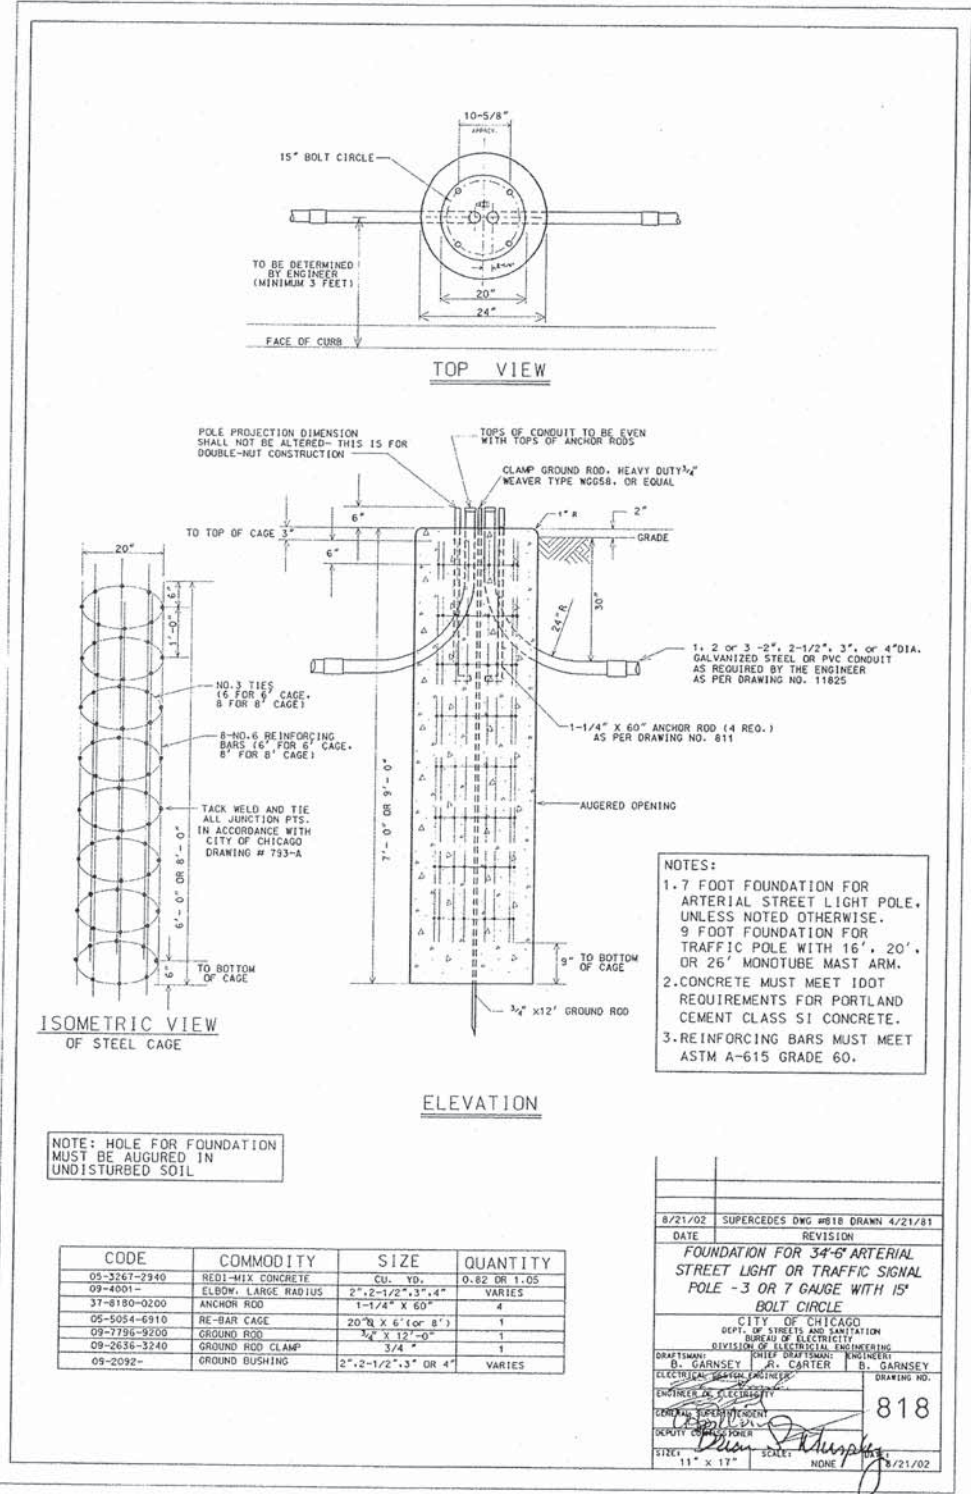 10-5/8"
APPROX.
15" BOLT CIRCLE
TO BE DETERMINED
BY ENGINEER
(MINIMUM 3 FEET)
20"
24"
FACE OF CURB
TOP VIEW
POLE PROJECTION DIMENSION
SHALL NOT BE ALTERED- THIS IS FOR
DOUBLE-NUT CONSTRUCTION
TOPS OF CONDUIT TO BE EVEN
WITH TOPS OF ANCHOR RODS
CLAMP GROUND ROD, HEAVY DUTY 3/4"
WEAVER TYPE WGG58, OR EQUAL
6"
1" R
2"
TO TOP OF CAGE 3"
GRADE
6"
20"
6"
1'-0"
24"R
30"
1, 2 or 3 -2", 2-1/2", 3", or 4"DIA.
GALVANIZED STEEL OR PVC CONDUIT
AS REQUIRED BY THE ENGINEER
AS PER DRAWING NO. 11825
NO.3 TIES
(6 FOR 6' CAGE,
8 FOR 8' CAGE)
8-NO.6 REINFORCING
BARS (6' FOR 6' CAGE,
8' FOR 8' CAGE)
1-1/4" X 60" ANCHOR ROD (4 REQ.)
AS PER DRAWING NO. 811
TACK WELD AND TIE
ALL JUNCTION PTS.
IN ACCORDANCE WITH
CITY OF CHICAGO
DRAWING # 793-A
AUGERED OPENING
7'-0" OR 9'-0"
6'-0" OR 8'-0"
6"
TO BOTTOM
OF CAGE
9" TO BOTTOM
OF CAGE
3/4" x12' GROUND ROD
ISOMETRIC VIEW
OF STEEL CAGE
ELEVATION
NOTES:
1.7 FOOT FOUNDATION FOR
ARTERIAL STREET LIGHT POLE,
UNLESS NOTED OTHERWISE.
9 FOOT FOUNDATION FOR
TRAFFIC POLE WITH 16', 20',
OR 26' MONOTUBE MAST ARM.
2.CONCRETE MUST MEET IDOT
REQUIREMENTS FOR PORTLAND
CEMENT CLASS SI CONCRETE.
3.REINFORCING BARS MUST MEET
ASTM A-615 GRADE 60.
NOTE: HOLE FOR FOUNDATION
MUST BE AUGURED IN
UNDISTURBED SOIL
CODE COMMODITY SIZE QUANTITY
05-3267-2940 REDI-MIX CONCRETE CU. YD. 0.82 OR 1.05
09-4001- ELBOW, LARGE RADIUS 2",2-1/2",3",4" VARIES
37-8180-0200 ANCHOR ROD 1-1/4" X 60" 4
05-5054-6910 RE-BAR CAGE 20" X 6'(or 8') 1
09-7796-9200 GROUND ROD 3/4" X 12'-0" 1
09-2636-3240 GROUND ROD CLAMP 3/4 " 1
09-2092- GROUND BUSHING 2",2-1/2",3" OR 4" VARIES
8/21/02 SUPERCEDES DWG #818 DRAWN 4/21/81
DATE REVISION
FOUNDATION FOR 34'-6" ARTERIAL
STREET LIGHT OR TRAFFIC SIGNAL
POLE -3 OR 7 GAUGE WITH 15"
BOLT CIRCLE
CITY OF CHICAGO
DEPT. OF STREETS AND SANITATION
BUREAU OF ELECTRICITY
DIVISION OF ELECTRICAL ENGINEERING
DRAFTSMAN: CHIEF DRAFTSMAN: ENGINEER:
B. GARNSEY R. CARTER B. GARNSEY
ELECTRICAL DESIGN ENGINEER
DRAWING NO.
ENGINEER OF ELECTRICITY
818
GENERAL SUPERINTENDENT
DEPUTY COMMISSIONER
SIZE: SCALE: DATE:
11" x 17" NONE 8/21/02